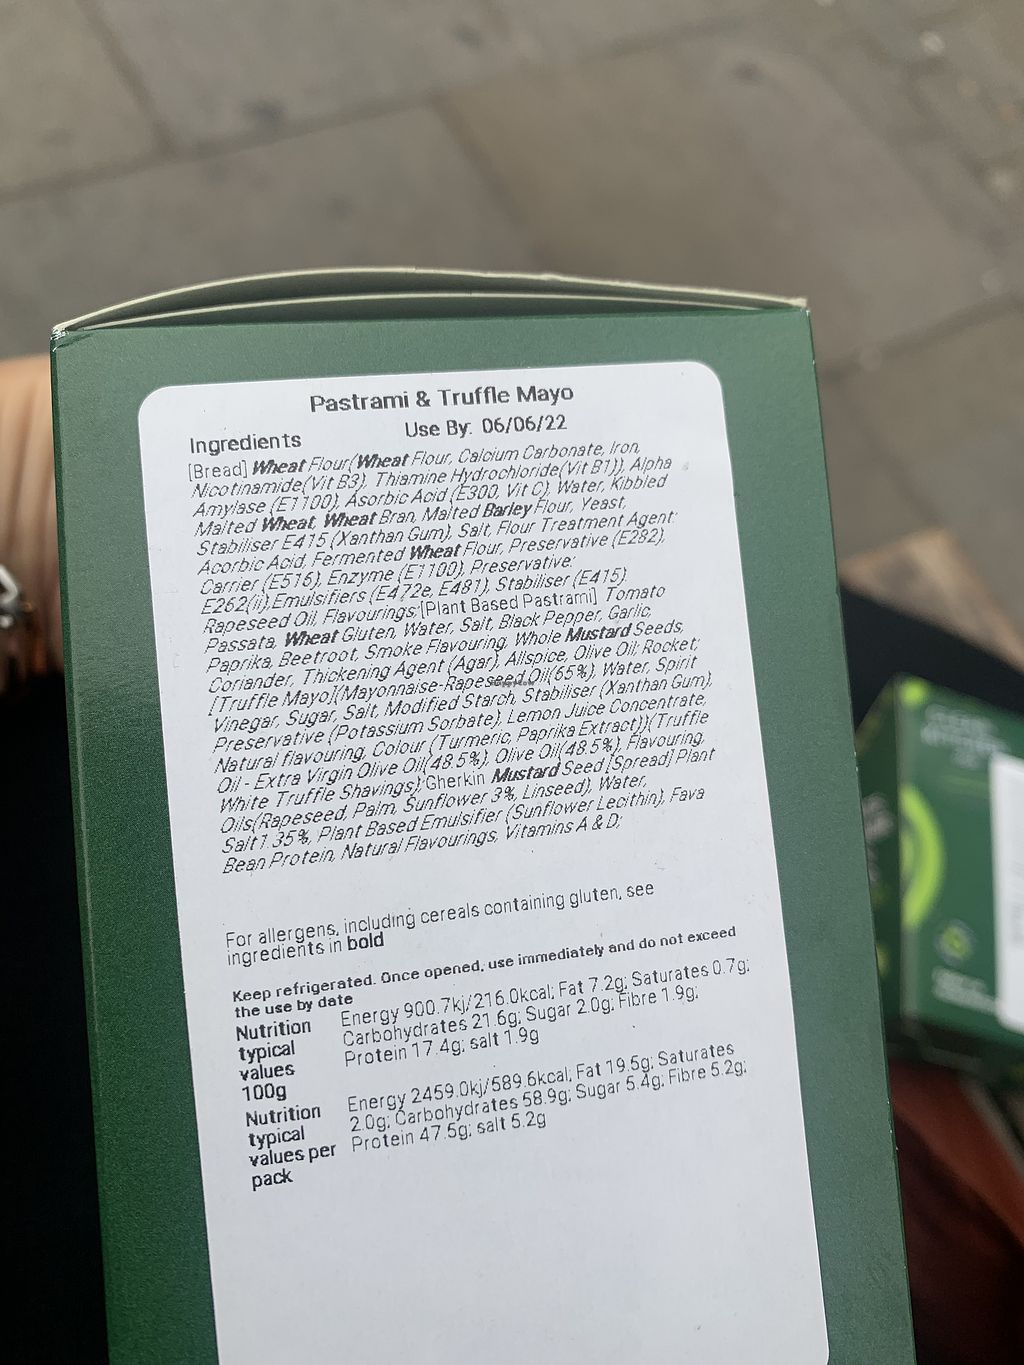 Pastrami & Truffle Mayo
Use By: 06/06/22
Ingredients
[Bread] Wheat Flour(Wheat Flour, Calcium Carbonate, Iron,
Nicotinamide(Vit B3), Thiamine Hydrochloride(Vit B1)), Alpha
Amylase (E1100), Ascorbic Acid (E300, Vit C), Water, Kibbled
Malted Wheat, Wheat Bran, Malted Barley Flour, Yeast,
Stabiliser E415 (Xanthan Gum), Salt, Flour Treatment Agent:
Ascorbic Acid, Fermented Wheat Flour, Preservative (E282),
Carrier (E516), Enzyme (E1100), Preservative:
E262(ii),Emulsifiers (E472e, E481), Stabiliser (E415)
Rapeseed Oil, Flavourings;[Plant Based Pastrami] Tomato
Passata, Wheat Gluten, Water, Salt, Black Pepper, Garlic,
Paprika, Beetroot, Smoke Flavouring, Whole Mustard Seeds,
Coriander, Thickening Agent (Agar), Allspice, Olive Oil; Rocket;
[Truffle Mayo](Mayonnaise-Rapeseed Oil(65%), Water, Spirit
Vinegar, Sugar, Salt, Modified Starch, Stabiliser (Xanthan Gum),
Preservative (Potassium Sorbate), Lemon Juice Concentrate,
Natural flavouring, Colour (Turmeric, Paprika Extract))(Truffle
Oil - Extra Virgin Olive Oil(48.5%), Olive Oil(48.5%), Flavouring,
White Truffle Shavings);Gherkin Mustard Seed [Spread] Plant
Oils(Rapeseed, Palm, Sunflower 3%, Linseed), Water,
Salt 1.35%, Plant Based Emulsifier (Sunflower Lecithin), Fava
Bean Protein, Natural Flavourings, Vitamins A & D;
For allergens, including cereals containing gluten, see
ingredients in bold
Keep refrigerated. Once opened, use immediately and do not exceed
the use by date
Nutrition
typical
values
100g
Energy 900.7kj/216.0kcal; Fat 7.2g; Saturates 0.7g;
Carbohydrates 21.6g; Sugar 2.0g; Fibre 1.9g;
Protein 17.4g; salt 1.9g
Nutrition
typical
values per
pack
Energy 2459.0kj/589.6kcal; Fat 19.5g; Saturates
2.0g; Carbohydrates 58.9g; Sugar 5.4g; Fibre 5.2g;
Protein 47.5g; salt 5.2g